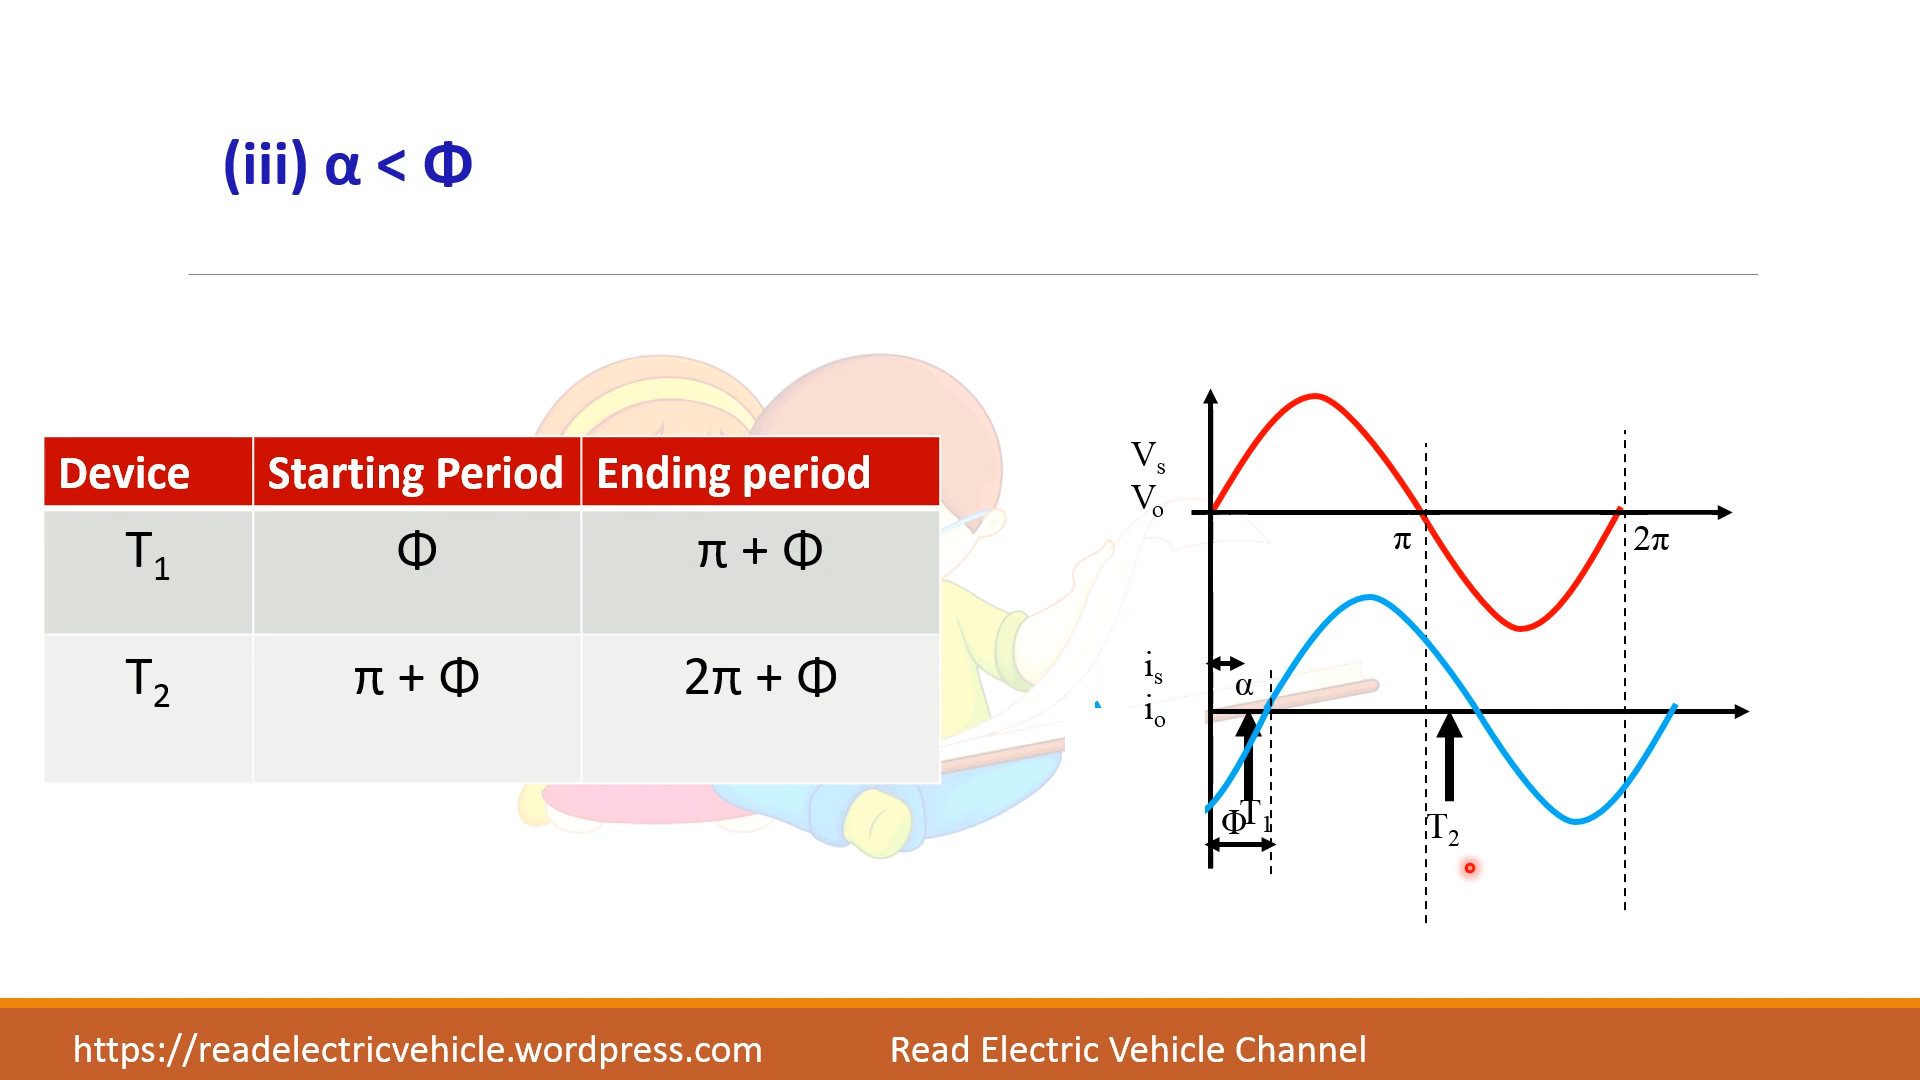 (iii) α < Φ
Device Starting Period Ending period
T1 Φ π + Φ
T2 π + Φ 2π + Φ
Vs
Vo
π
2π
is
α
io
T1
Φ
T2
https://readelectricvehicle.wordpress.com Read Electric Vehicle Channel